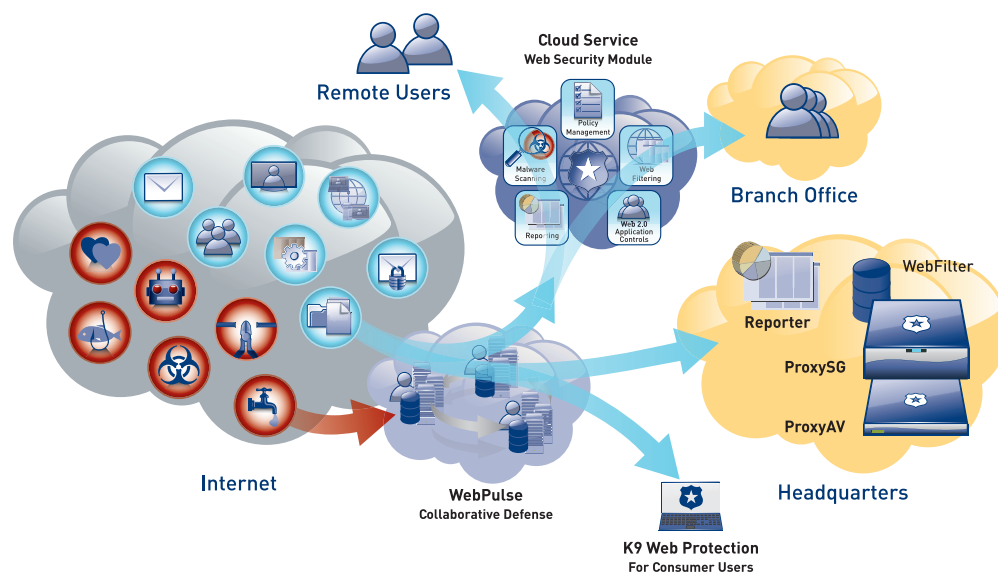 Cloud Service
Web Security Module
Remote Users
Policy
Management
Malware
Scanning
Web
Filtering
Reporting
Web 2.0
Application
Controls
Branch Office
WebFilter
Reporter
ProxySG
ProxyAV
Headquarters
Internet
WebPulse
Collaborative Defense
K9 Web Protection
For Consumer Users